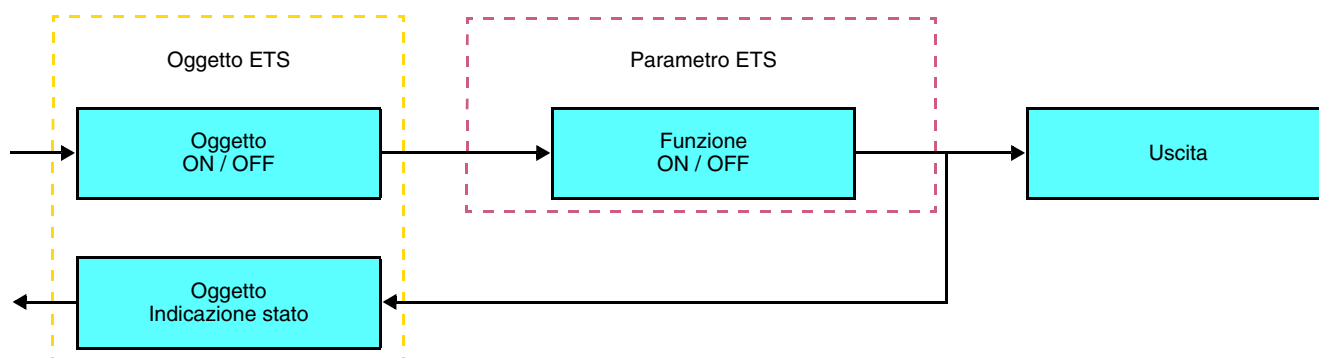 Oggetto ETS
Parametro ETS
Oggetto
ON / OFF
Funzione
ON / OFF
Uscita
Oggetto
Indicazione stato